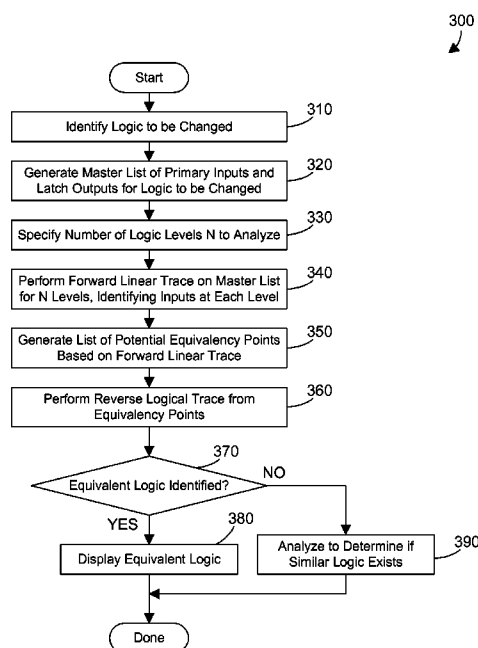 300
Start
Identify Logic to be Changed
310
Generate Master List of Primary Inputs and
Latch Outputs for Logic to be Changed
320
Specify Number of Logic Levels N to Analyze
330
Perform Forward Linear Trace on Master List
for N Levels, Identifying Inputs at Each Level
340
Generate List of Potential Equivalency Points
Based on Forward Linear Trace
350
Perform Reverse Logical Trace from
Equivalency Points
360
Equivalent Logic Identified?
370
NO
YES
Display Equivalent Logic
380
Analyze to Determine if
Similar Logic Exists
390
Done